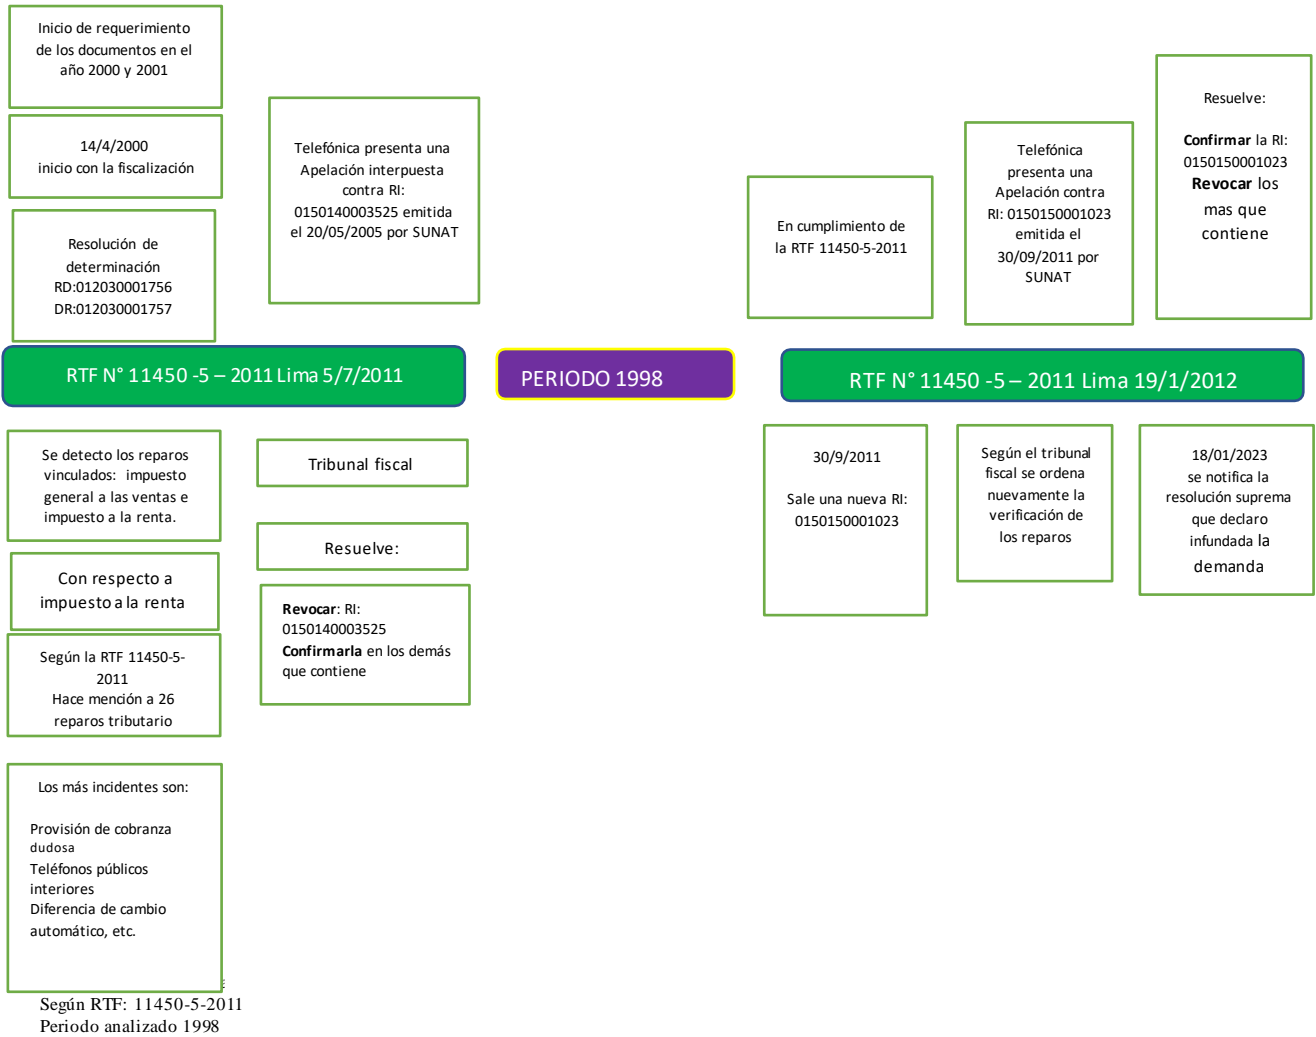 Inicio de requerimiento
de los documentos en el
año 2000 y 2001
14/4/2000
inicio con la fiscalización
Resolución de
determinación
RD:012030001756
DR:012030001757
Telefónica presenta una
Apelación interpuesta
contra RI:
0150140003525 emitida
el 20/05/2005 por SUNAT
En cumplimiento de
la RTF 11450-5-2011
Telefónica
presenta una
Apelación contra
RI: 0150150001023
emitida el
30/09/2011 por
SUNAT
Resuelve:
Confirmar la RI:
0150150001023
Revocar los
mas que
contiene
RTF N° 11450 -5 – 2011 Lima 5/7/2011
PERIODO 1998
RTF N° 11450 -5 – 2011 Lima 19/1/2012
Se detecto los reparos
vinculados: impuesto
general a las ventas e
impuesto a la renta.
Con respecto a
impuesto a la renta
Según la RTF 11450-5-
2011
Hace mención a 26
reparos tributario
Los más incidentes son:
Provisión de cobranza
dudosa
Teléfonos públicos
interiores
Diferencia de cambio
automático, etc.
Tribunal fiscal
Resuelve:
Revocar: RI:
0150140003525
Confirmarla en los demás
que contiene
30/9/2011
Sale una nueva RI:
0150150001023
Según el tribunal
fiscal se ordena
nuevamente la
verificación de
los reparos
18/01/2023
se notifica la
resolución suprema
que declaro
infundada la
demanda
Según RTF: 11450-5-2011
Periodo analizado 1998